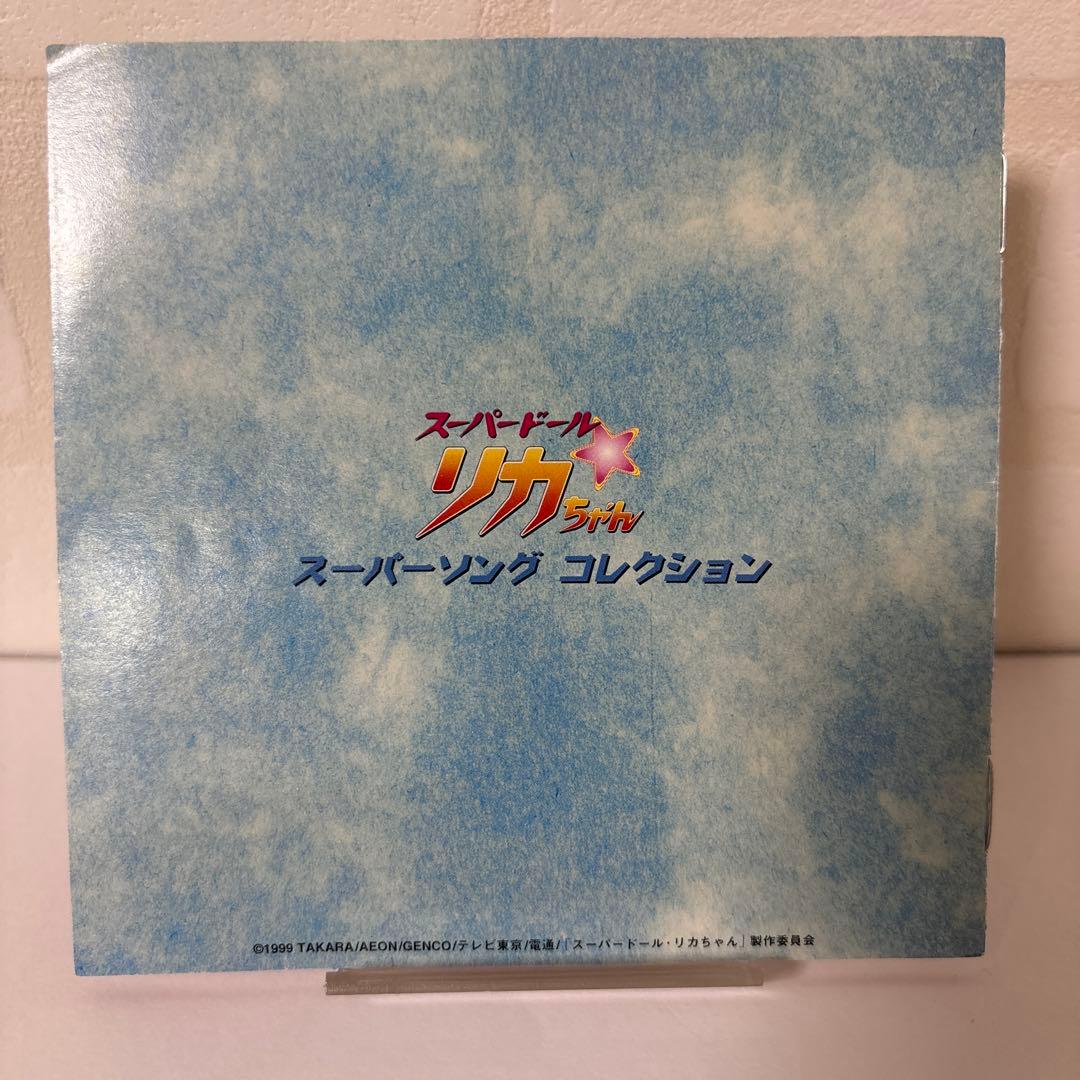 スーパードール
リカちゃん
スーパーソング コレクション
©1999 TAKARA/AEON/GENCO/テレビ東京/電通/「スーパードール・リカちゃん」製作委員会